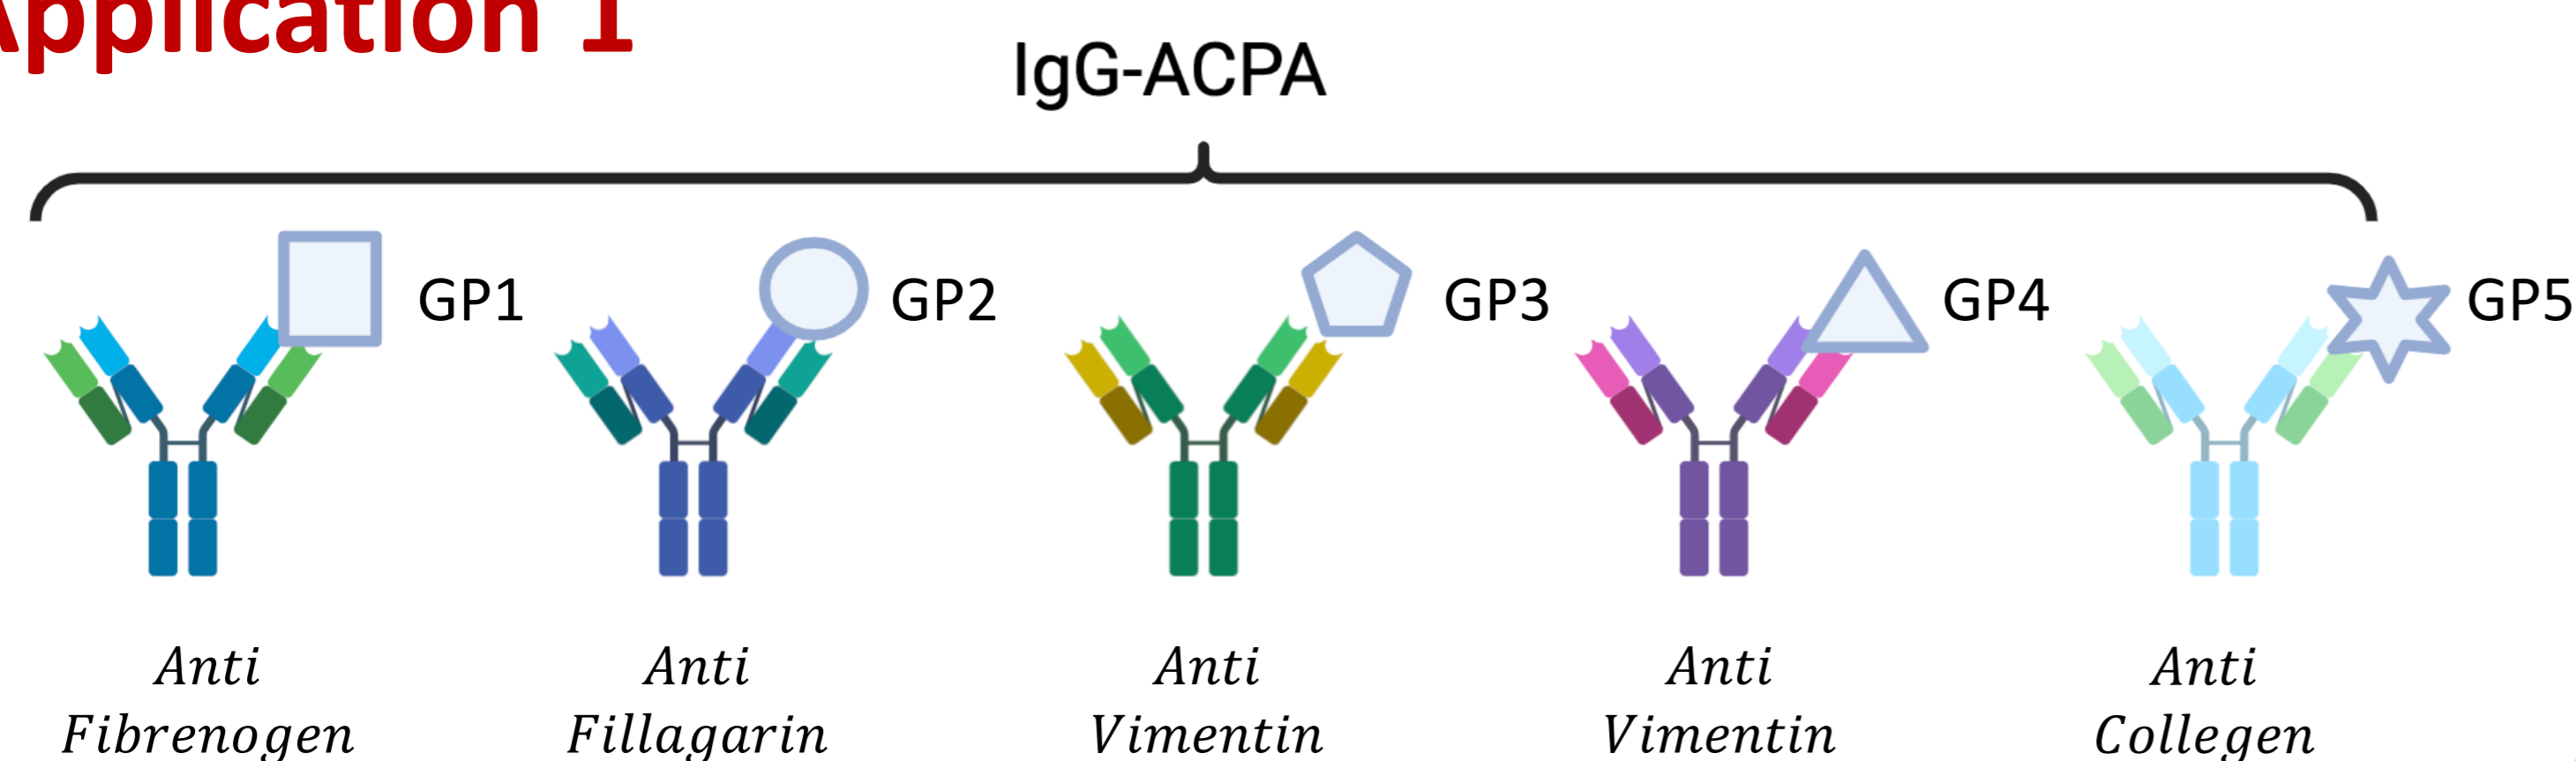 Application 1
IgG-ACPA
GP1
GP2
GP3
GP4
GP5
Anti
Fibrenogen
Anti
Fillagarin
Anti
Vimentin
Anti
Vimentin
Anti
Collegen